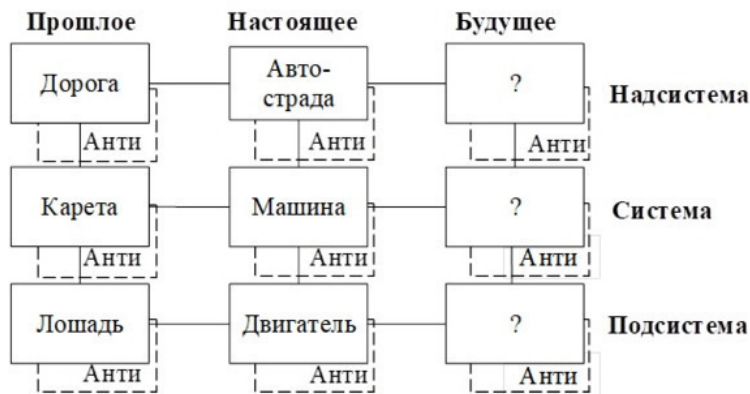 Прошлое Настоящее Будущее
Дорога Авто-
страда ? Надсистема
Анти Анти Анти
Карета Машина ? Система
Анти Анти Анти
Лошадь Двигатель ? Подсистема
Анти Анти Анти